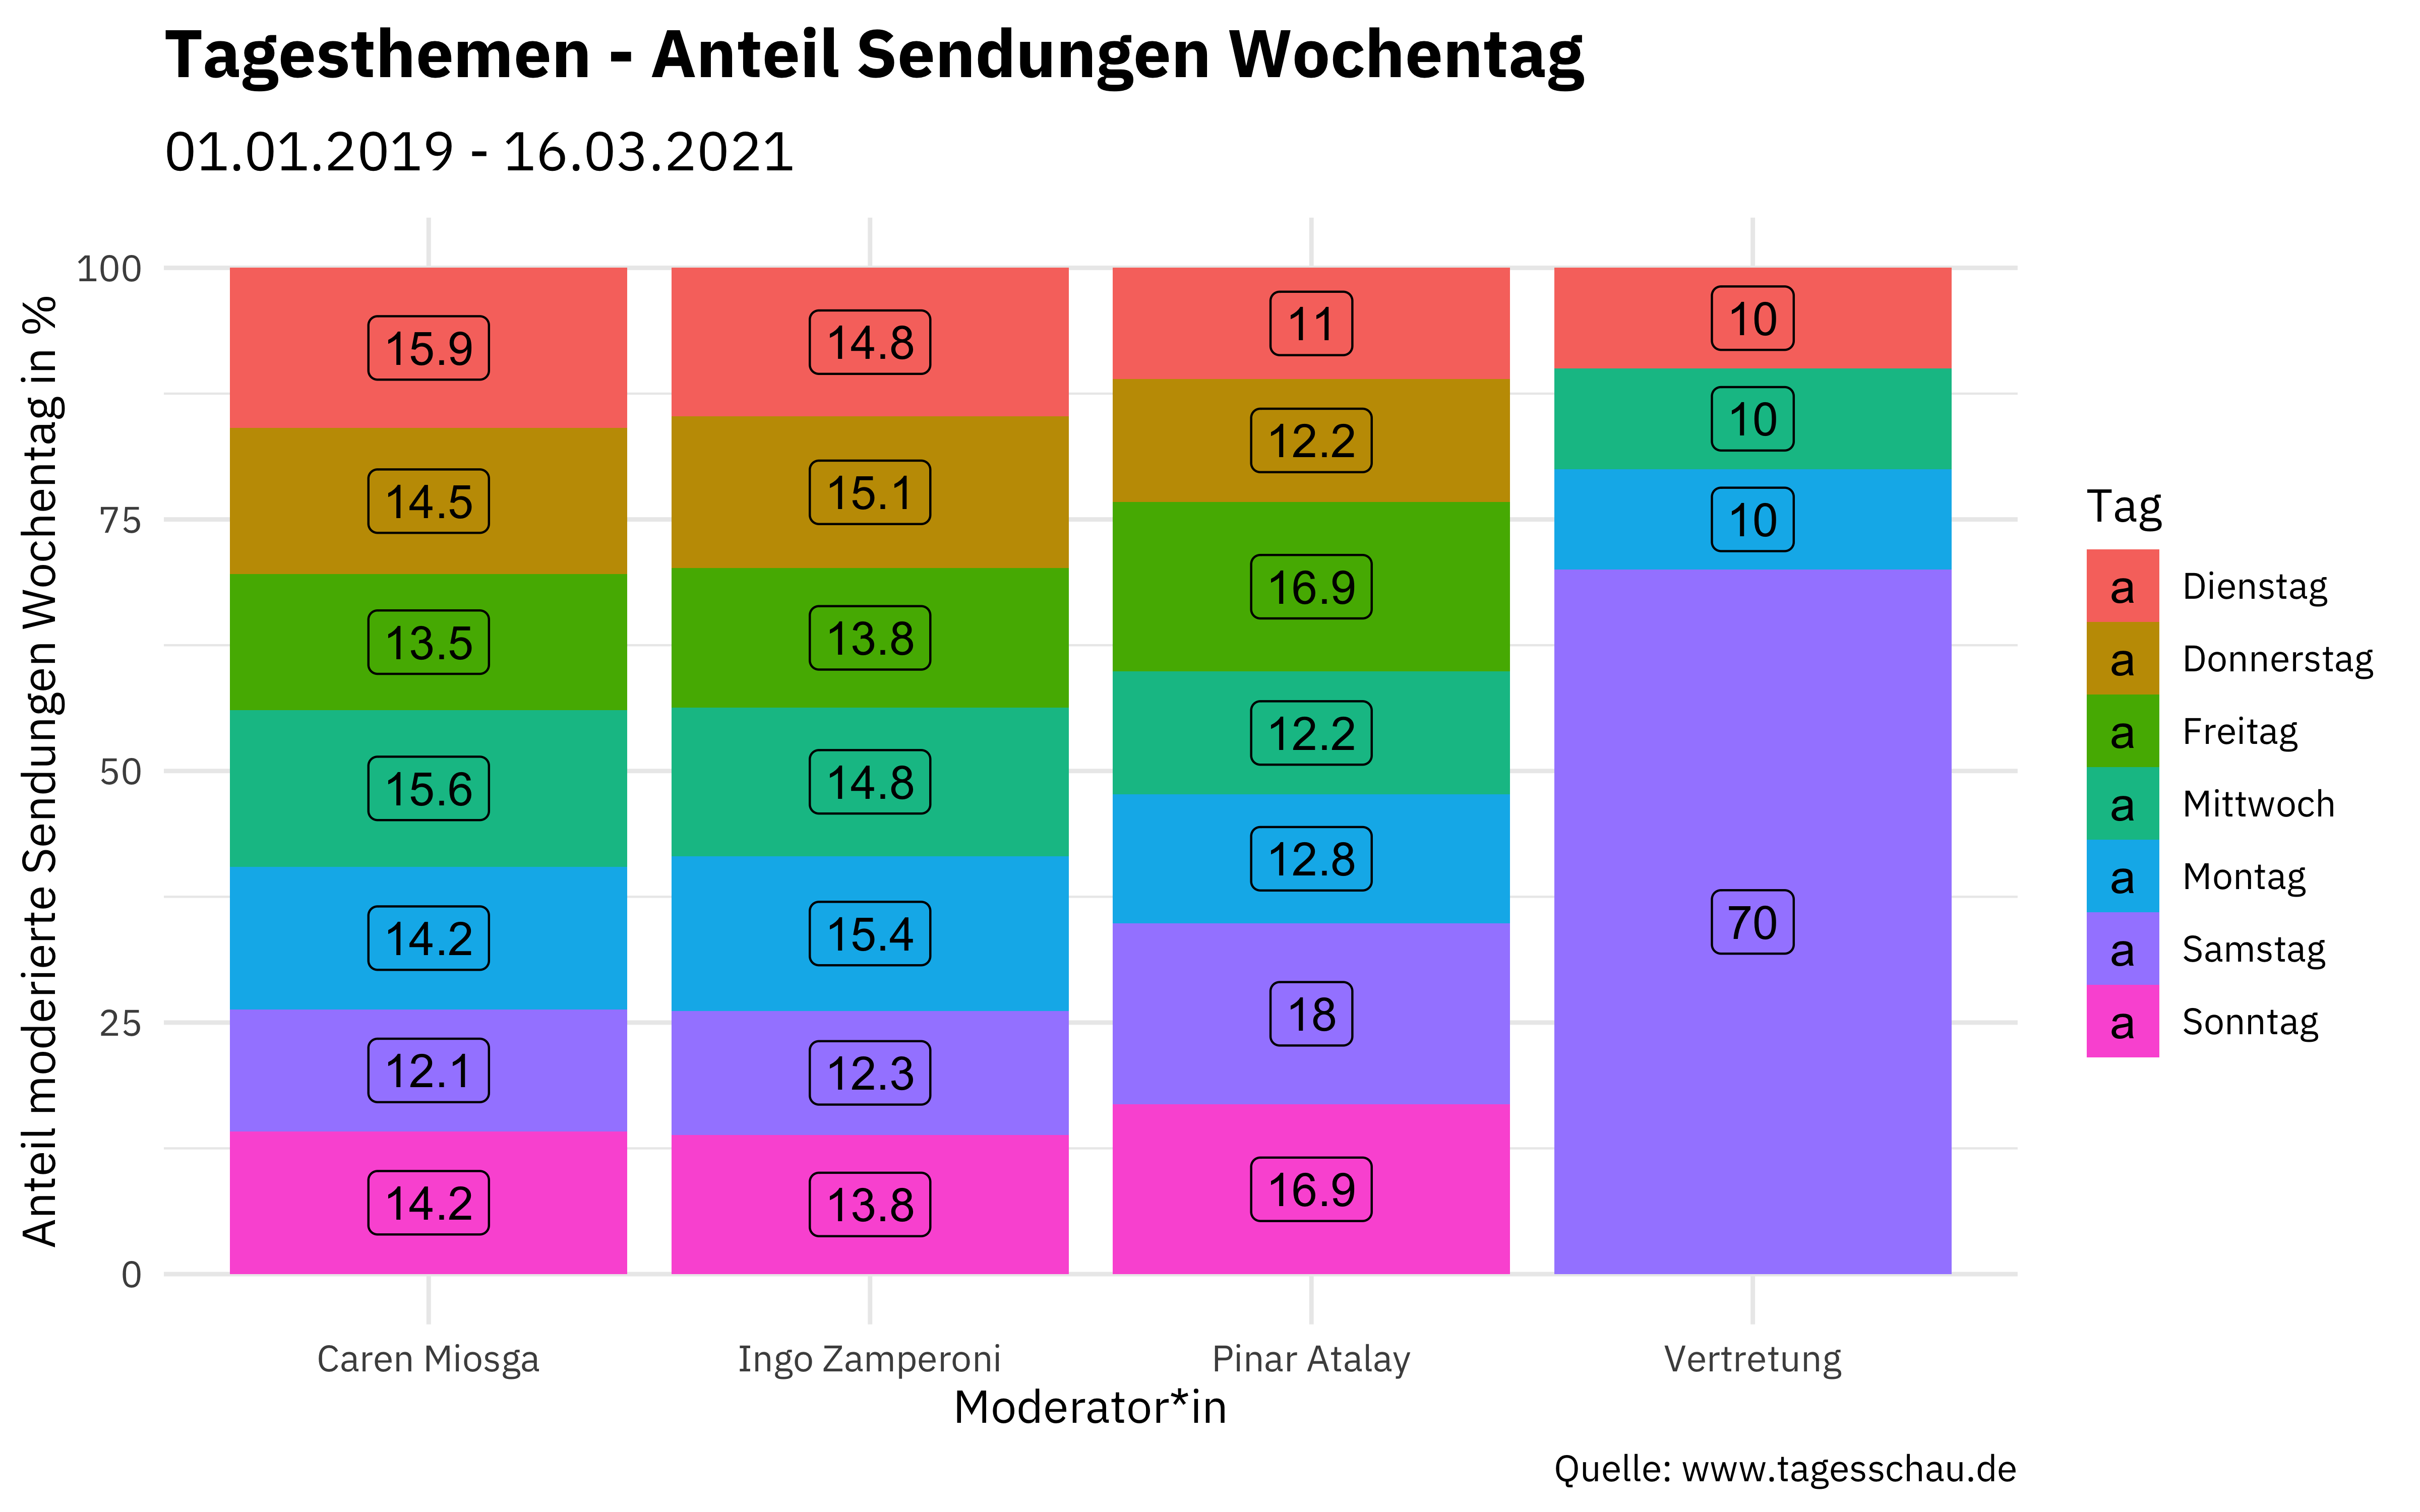 Tagesthemen - Anteil Sendungen Wochentag
01.01.2019 - 16.03.2021
Anteil moderierte Sendungen Wochentag in %
100
75
50
25
0
15.9
14.5
13.5
15.6
14.2
12.1
14.2
14.8
15.1
13.8
14.8
15.4
12.3
13.8
11
12.2
16.9
12.2
12.8
18
16.9
10
10
10
70
Caren Miosga
Ingo Zamperoni
Pinar Atalay
Vertretung
Moderator*in
Tag
a Dienstag
a Donnerstag
a Freitag
a Mittwoch
a Montag
a Samstag
a Sonntag
Quelle: www.tagesschau.de